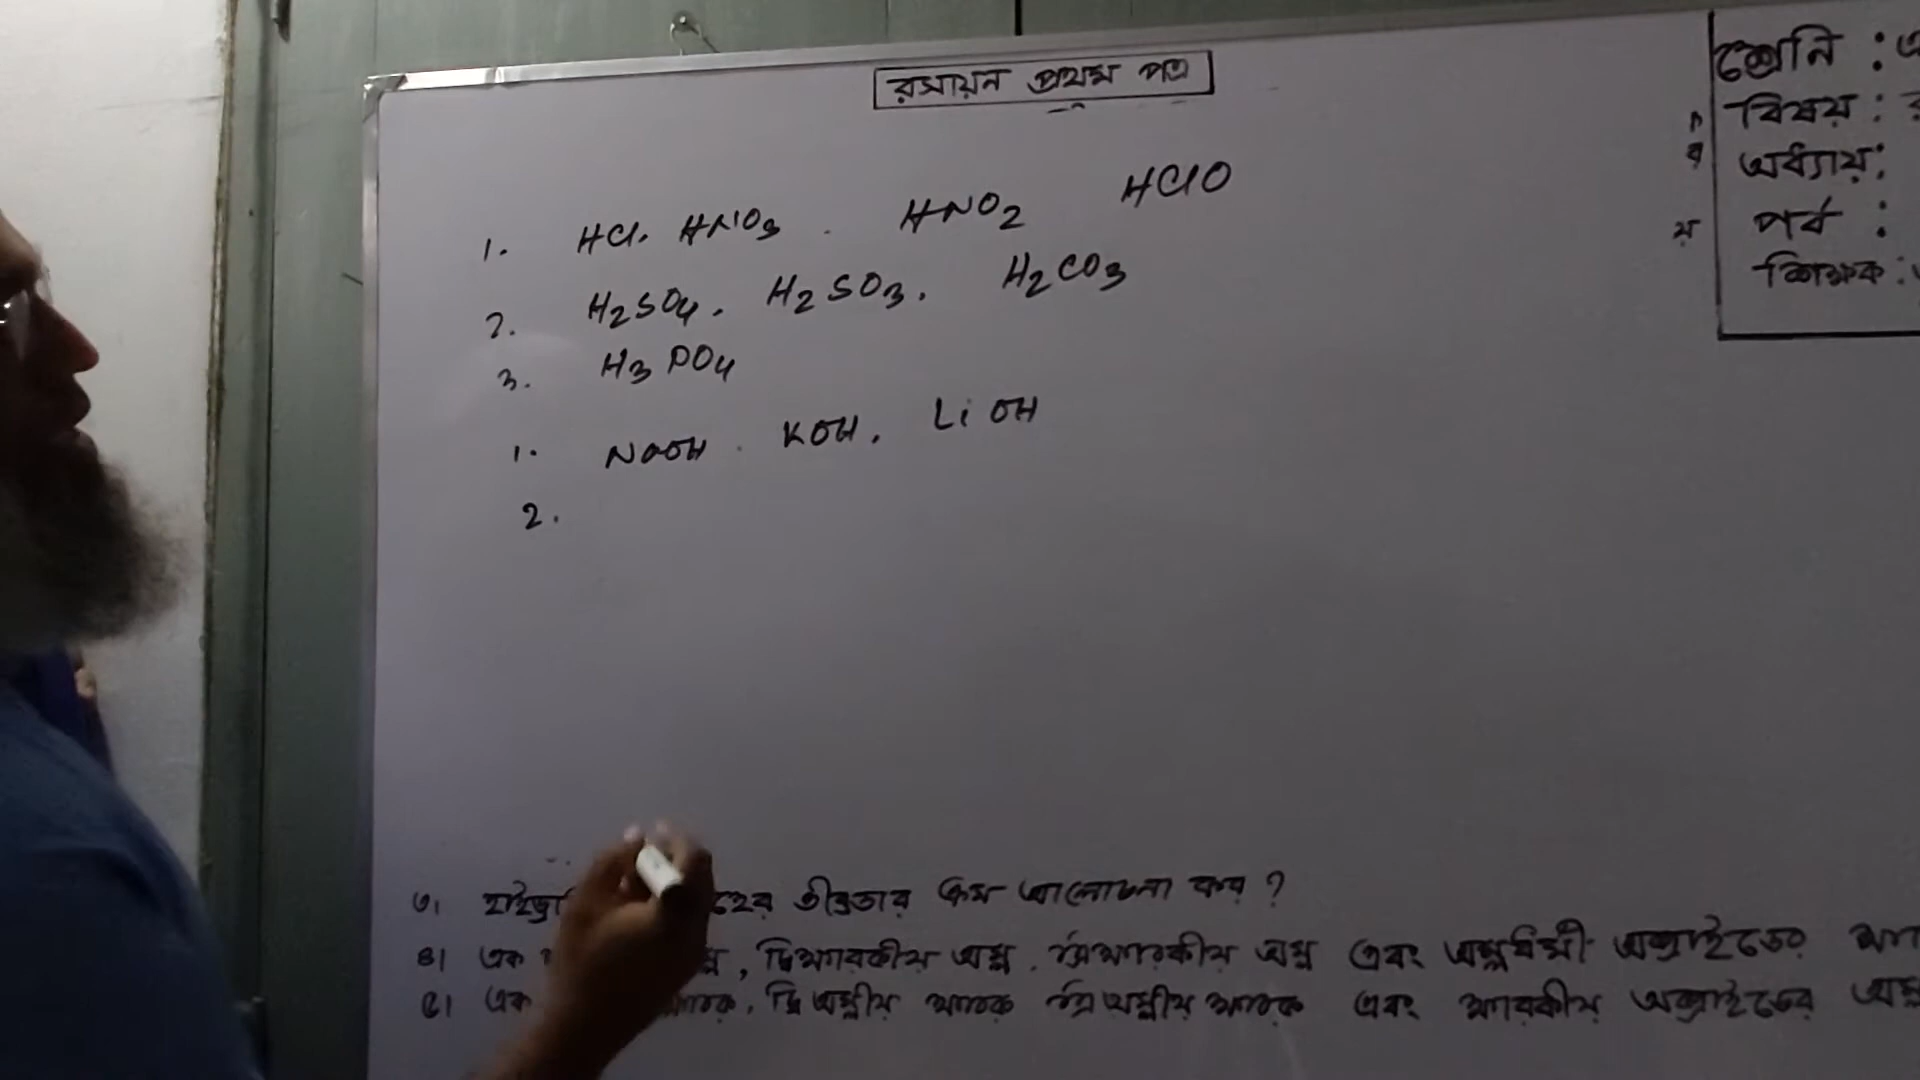 রসায়ন প্রথম পত্র
1. HCl. HNO3. HNO2 HClO
2. H2SO4. H2SO3. H2CO3
3. H3PO4
1. NaOH. KOH. LiOH
2.
শ্রেনি :
বিষয় :
অধ্যায়:
পর্ব :
শিক্ষক :
৩। তীব্রতার ক্রম আলোচনা কর ?
৪। এক , দ্বিক্ষারকীয় অম্ল . ত্রিক্ষারকীয় অম্ল এবং অম্লধর্মী অক্সাইডের
৫। এক , দ্বি অম্লীয় ক্ষারক ত্রি অম্লীয় ক্ষারক এবং ক্ষারকীয় অক্সাইডের